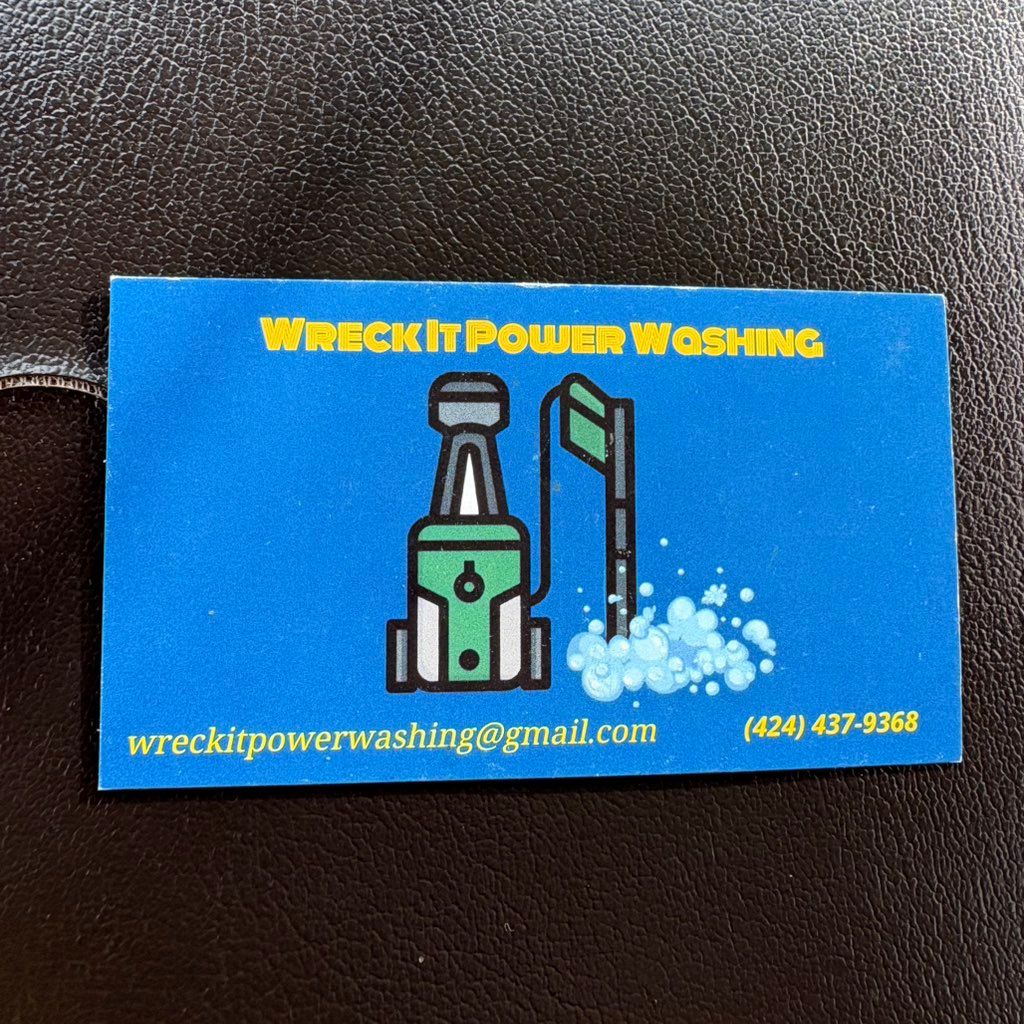 Wreck It Power Washing
wreckitpowerwashing@gmail.com
(424) 437-9368